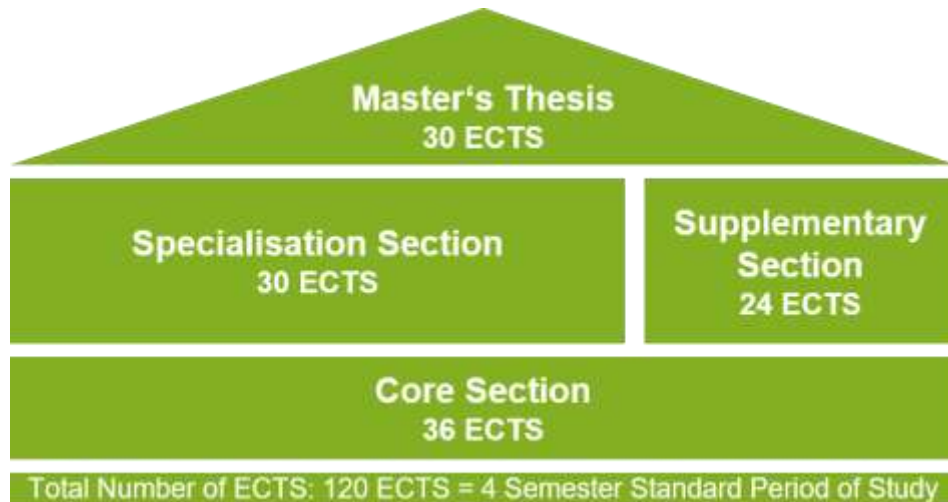 Master‘s Thesis
30 ECTS
Specialisation Section
30 ECTS
Supplementary
Section
24 ECTS
Core Section
36 ECTS
Total Number of ECTS: 120 ECTS = 4 Semester Standard Period of Study